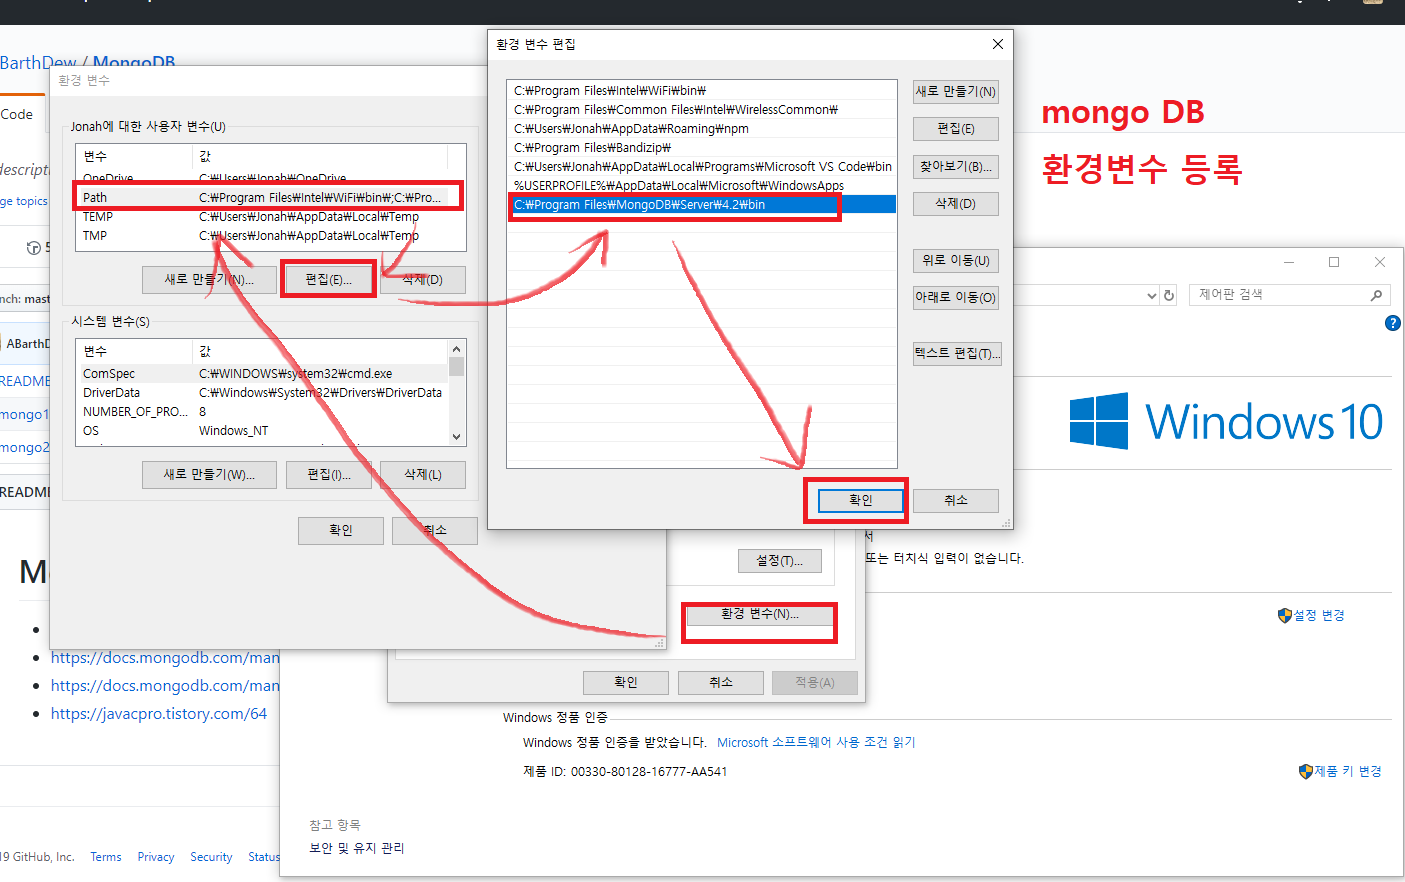 BarthDew / MongoDB
Code
ge topics
nch: mast
ABarthD
README
mongo1
mongo2
README
https://docs.mongodb.com/man
https://docs.mongodb.com/man
https://javacpro.tistory.com/64
19 GitHub, Inc. Terms Privacy Security Status
환경 변수
Jonah에 대한 사용자 변수(U)
변수 값
OneDrive C:₩Users₩Jonah₩OneDrive
Path C:₩Program Files₩Intel₩WiFi₩bin₩;C:₩Pro...
TEMP C:₩Users₩Jonah₩AppData₩Local₩Temp
TMP C:₩Users₩Jonah₩AppData₩Local₩Temp
새로 만들기(N)... 편집(E)... 삭제(D)
시스템 변수(S)
변수 값
ComSpec C:₩WINDOWS₩system32₩cmd.exe
DriverData C:₩Windows₩System32₩Drivers₩DriverData
NUMBER_OF_PRO... 8
OS Windows_NT
새로 만들기(W)... 편집(I)... 삭제(L)
확인 취소
환경 변수 편집
C:₩Program Files₩Intel₩WiFi₩bin₩
C:₩Program Files₩Common Files₩Intel₩WirelessCommon₩
C:₩Users₩Jonah₩AppData₩Roaming₩npm
C:₩Program Files₩Bandizip₩
C:₩Users₩Jonah₩AppData₩Local₩Programs₩Microsoft VS Code₩bin
%USERPROFILE%₩AppData₩Local₩Microsoft₩WindowsApps
C:₩Program Files₩MongoDB₩Server₩4.2₩bin
새로 만들기(N)
편집(E)
찾아보기(B)...
삭제(D)
위로 이동(U)
아래로 이동(O)
텍스트 편집(T)...
확인 취소
설정(T)...
환경 변수(N)...
확인 취소 적용(A)
mongo DB
환경변수 등록
제어판 검색
Windows 10
서
또는 터치식 입력이 없습니다.
설정 변경
Windows 정품 인증
Windows 정품 인증을 받았습니다. Microsoft 소프트웨어 사용 조건 읽기
제품 ID: 00330-80128-16777-AA541
제품 키 변경
참고 항목
보안 및 유지 관리